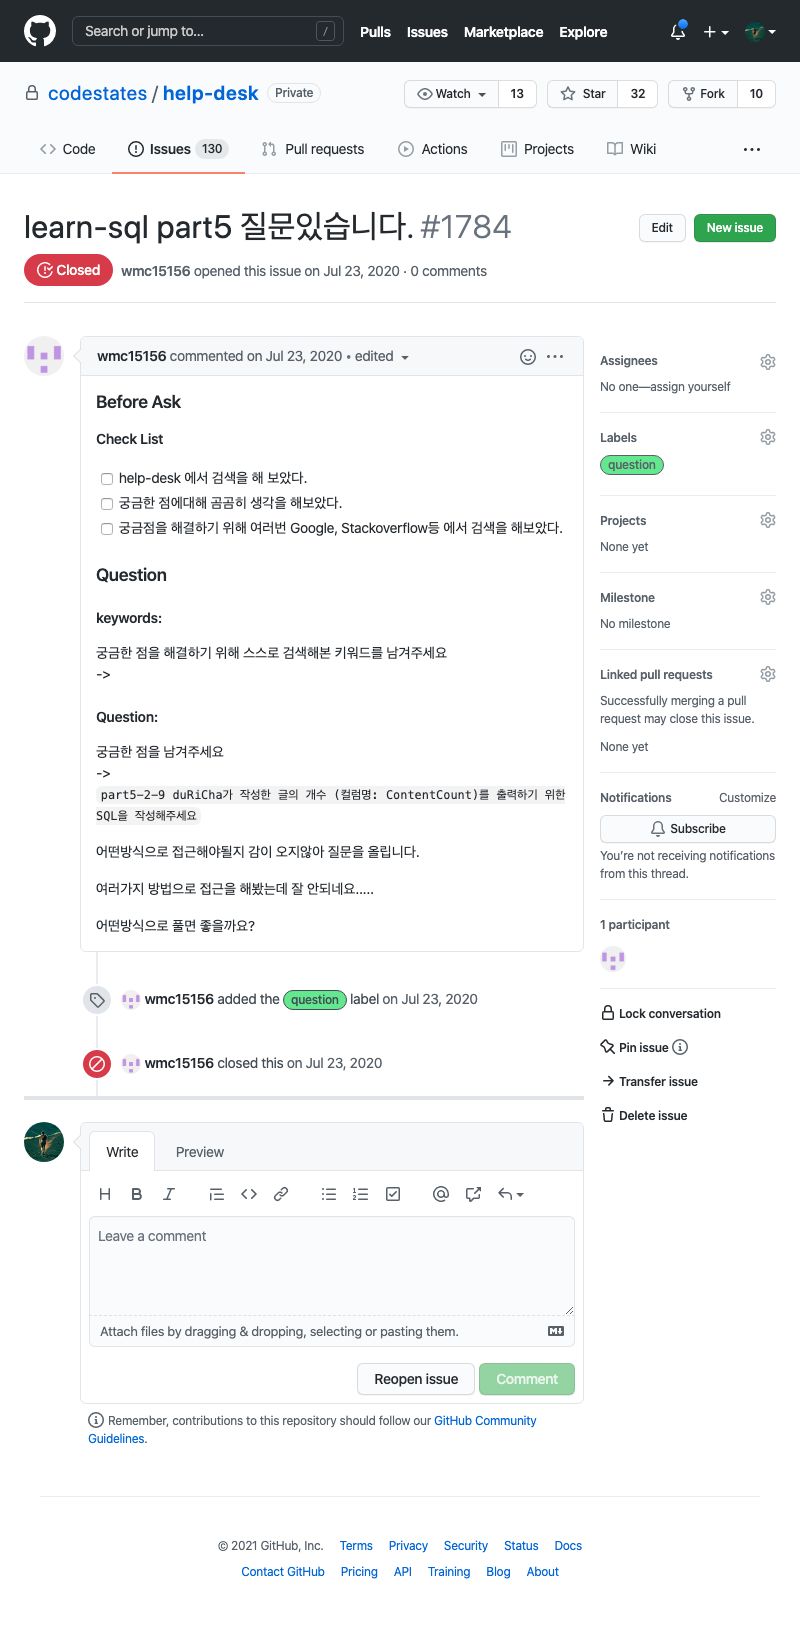 Search or jump to...
/
Pulls
Issues
Marketplace
Explore
codestates / help-desk
Private
Watch
13
Star
32
Fork
10
Code
Issues 130
Pull requests
Actions
Projects
Wiki
learn-sql part5 질문있습니다. #1784
Edit
New issue
Closed
wmc15156 opened this issue on Jul 23, 2020 · 0 comments
wmc15156 commented on Jul 23, 2020 • edited
Before Ask
Check List
help-desk 에서 검색을 해 보았다.
궁금한 점에대해 곰곰히 생각을 해보았다.
궁금점을 해결하기 위해 여러번 Google, Stackoverflow등 에서 검색을 해보았다.
Question
keywords:
궁금한 점을 해결하기 위해 스스로 검색해본 키워드를 남겨주세요
->
Question:
궁금한 점을 남겨주세요
->
part5-2-9 duRiCha가 작성한 글의 개수 (컬럼명: ContentCount)를 출력하기 위한
SQL을 작성해주세요
어떤방식으로 접근해야될지 감이 오지않아 질문을 올립니다.
여러가지 방법으로 접근을 해봤는데 잘 안되네요.....
어떤방식으로 풀면 좋을까요?
wmc15156 added the question label on Jul 23, 2020
wmc15156 closed this on Jul 23, 2020
Assignees
No one—assign yourself
Labels
question
Projects
None yet
Milestone
No milestone
Linked pull requests
Successfully merging a pull
request may close this issue.
None yet
Notifications
Customize
Subscribe
You're not receiving notifications
from this thread.
1 participant
Lock conversation
Pin issue
Transfer issue
Delete issue
Write
Preview
Leave a comment
Attach files by dragging & dropping, selecting or pasting them.
Reopen issue
Comment
Remember, contributions to this repository should follow our GitHub Community
Guidelines.
© 2021 GitHub, Inc.
Terms
Privacy
Security
Status
Docs
Contact GitHub
Pricing
API
Training
Blog
About